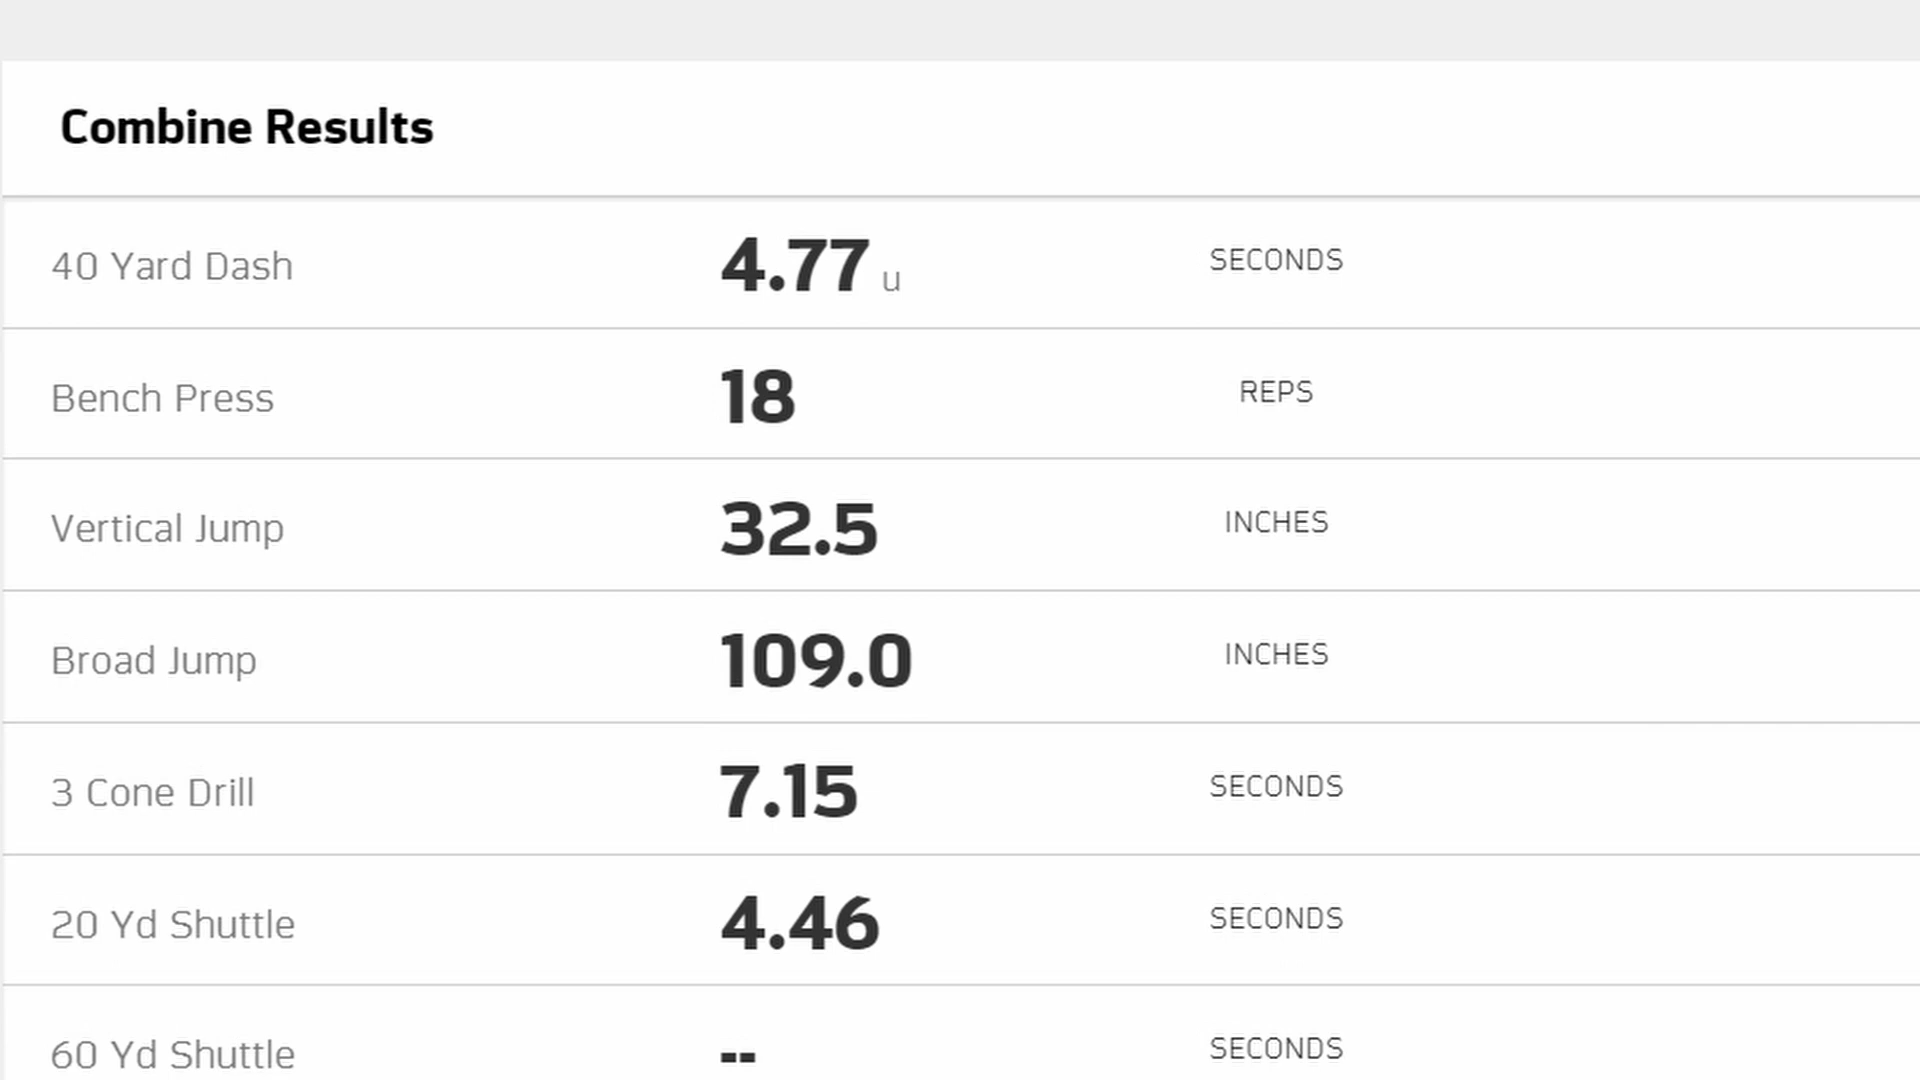 Combine Results
40 Yard Dash 4.77 u SECONDS
Bench Press 18 REPS
Vertical Jump 32.5 INCHES
Broad Jump 109.0 INCHES
3 Cone Drill 7.15 SECONDS
20 Yd Shuttle 4.46 SECONDS
60 Yd Shuttle -- SECONDS